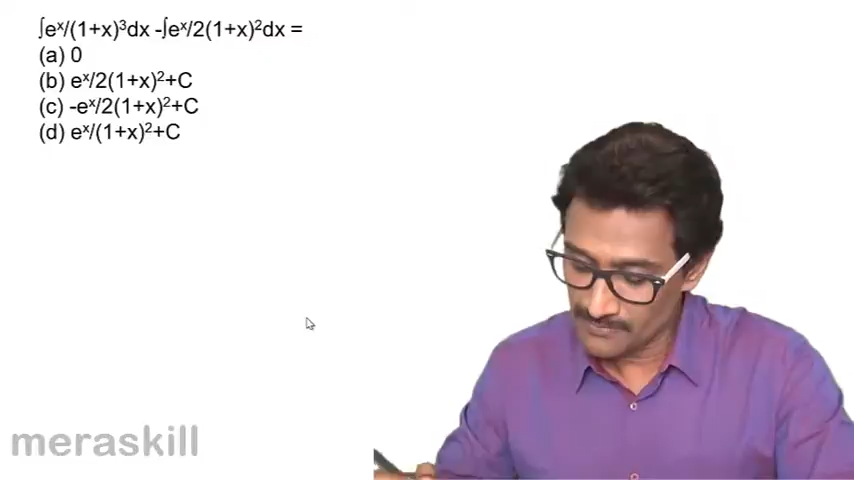 ∫eˣ/(1+x)³dx -∫eˣ/2(1+x)²dx =
(a) 0
(b) eˣ/2(1+x)²+C
(c) -eˣ/2(1+x)²+C
(d) eˣ/(1+x)²+C
meraskill